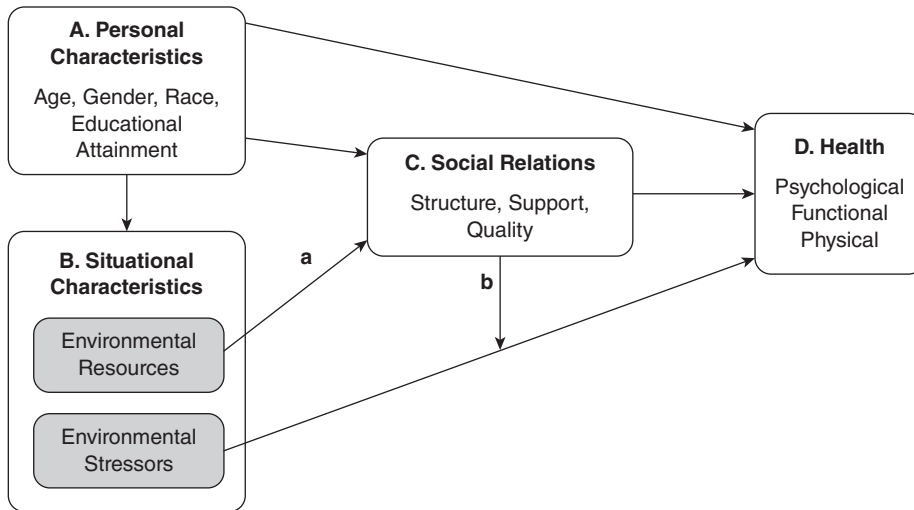 A. Personal
Characteristics
Age, Gender, Race,
Educational
Attainment
B. Situational
Characteristics
Environmental
Resources
Environmental
Stressors
a
C. Social Relations
Structure, Support,
Quality
b
D. Health
Psychological
Functional
Physical